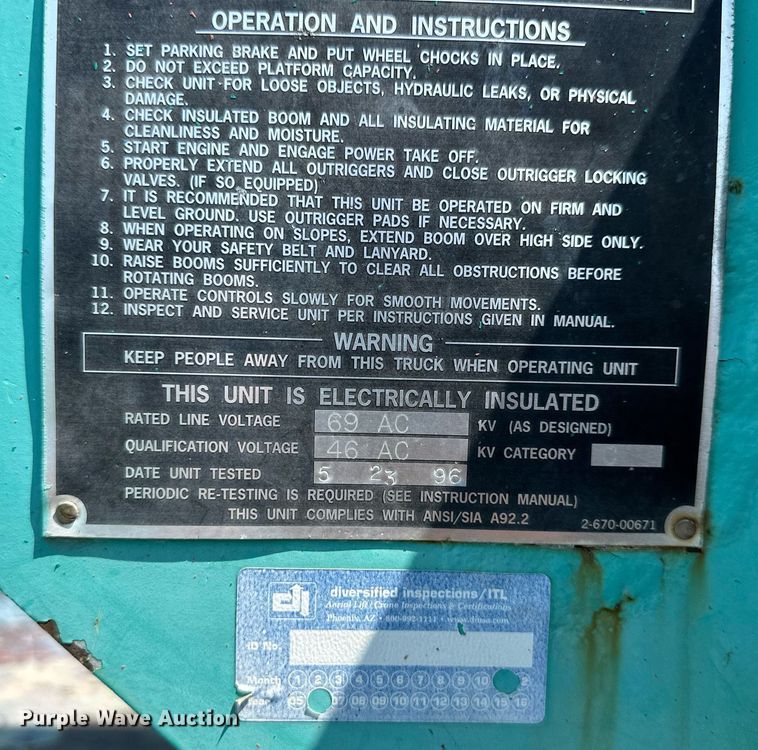 OPERATION AND INSTRUCTIONS
1. SET PARKING BRAKE AND PUT WHEEL CHOCKS IN PLACE.
2. DO NOT EXCEED PLATFORM CAPACITY.
3. CHECK UNIT FOR LOOSE OBJECTS, HYDRAULIC LEAKS, OR PHYSICAL
DAMAGE.
4. CHECK INSULATED BOOM AND ALL INSULATING MATERIAL FOR
CLEANLINESS AND MOISTURE.
5. START ENGINE AND ENGAGE POWER TAKE OFF.
6. PROPERLY EXTEND ALL OUTRIGGERS AND CLOSE OUTRIGGER LOCKING
VALVES. (IF SO EQUIPPED)
7. IT IS RECOMMENDED THAT THIS UNIT BE OPERATED ON FIRM AND
LEVEL GROUND. USE OUTRIGGER PADS IF NECESSARY.
8. WHEN OPERATING ON SLOPES, EXTEND BOOM OVER HIGH SIDE ONLY.
9. WEAR YOUR SAFETY BELT AND LANYARD.
10. RAISE BOOMS SUFFICIENTLY TO CLEAR ALL OBSTRUCTIONS BEFORE
ROTATING BOOMS.
11. OPERATE CONTROLS SLOWLY FOR SMOOTH MOVEMENTS.
12. INSPECT AND SERVICE UNIT PER INSTRUCTIONS GIVEN IN MANUAL.
WARNING
KEEP PEOPLE AWAY FROM THIS TRUCK WHEN OPERATING UNIT
THIS UNIT IS ELECTRICALLY INSULATED
RATED LINE VOLTAGE 69 AC KV (AS DESIGNED)
QUALIFICATION VOLTAGE 46 AC KV CATEGORY
DATE UNIT TESTED 5 23 96
PERIODIC RE-TESTING IS REQUIRED (SEE INSTRUCTION MANUAL)
THIS UNIT COMPLIES WITH ANSI/SIA A92.2 2-670-00671
di diversified inspections/ITL
Aerial Lift / Crane Inspections & Certifications
Phoenix, AZ •
ID No.
Month 1 2 3 4 5 6 7 8 9 10 2
Year 05 07 08 09 10 11 12 13 14 15 16
Purple Wave Auction